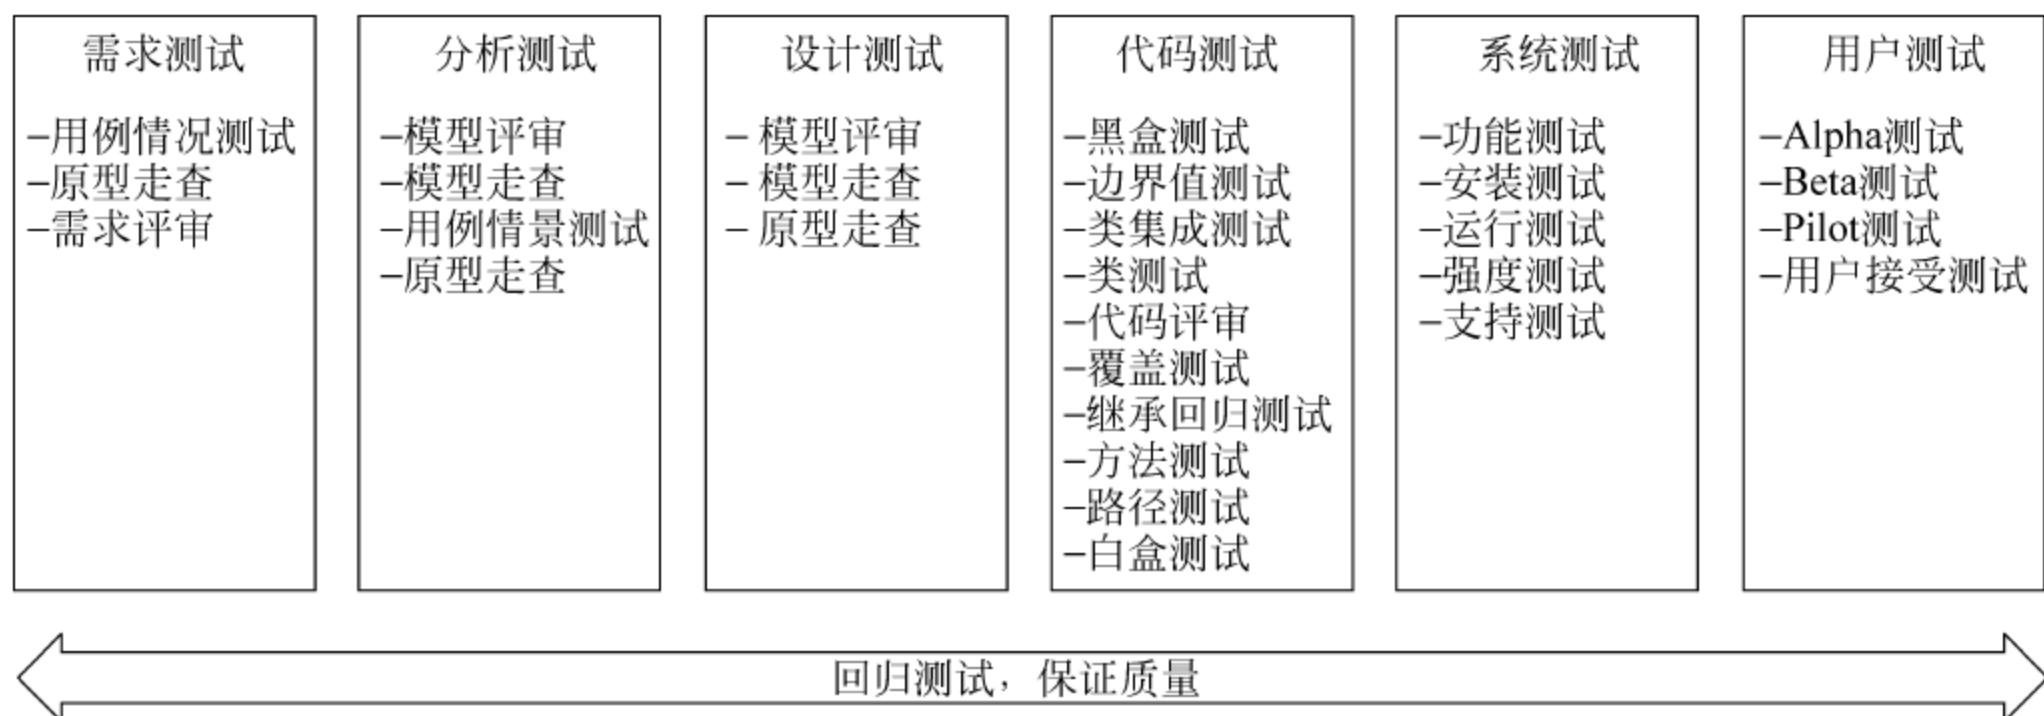 需求测试
–用例情况测试
–原型走查
–需求评审
分析测试
–模型评审
–模型走查
–用例情景测试
–原型走查
设计测试
– 模型评审
– 模型走查
– 原型走查
代码测试
–黑盒测试
–边界值测试
–类集成测试
–类测试
–代码评审
–覆盖测试
–继承回归测试
–方法测试
–路径测试
–白盒测试
系统测试
–功能测试
–安装测试
–运行测试
–强度测试
–支持测试
用户测试
–Alpha测试
–Beta测试
–Pilot测试
–用户接受测试
回归测试，保证质量